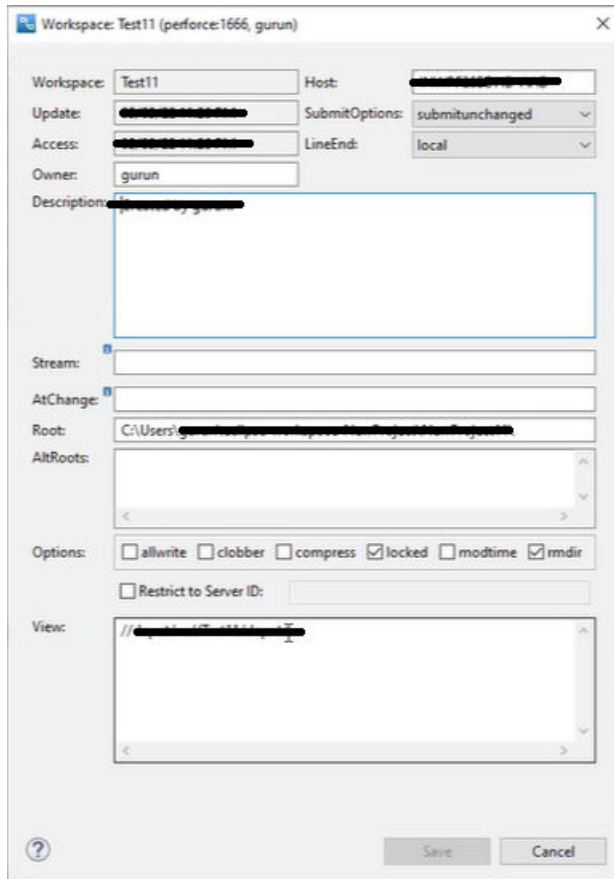 Workspace: Test11 (perforce:1666, gurun)
Workspace: Test11 Host:
Update: SubmitOptions: submitunchanged
Access: LineEnd: local
Owner: gurun
Description:
Stream:
AtChange:
Root: C:\Users\
AltRoots:
Options: allwrite clobber compress locked modtime rmdir
Restrict to Server ID:
View: //
Save Cancel